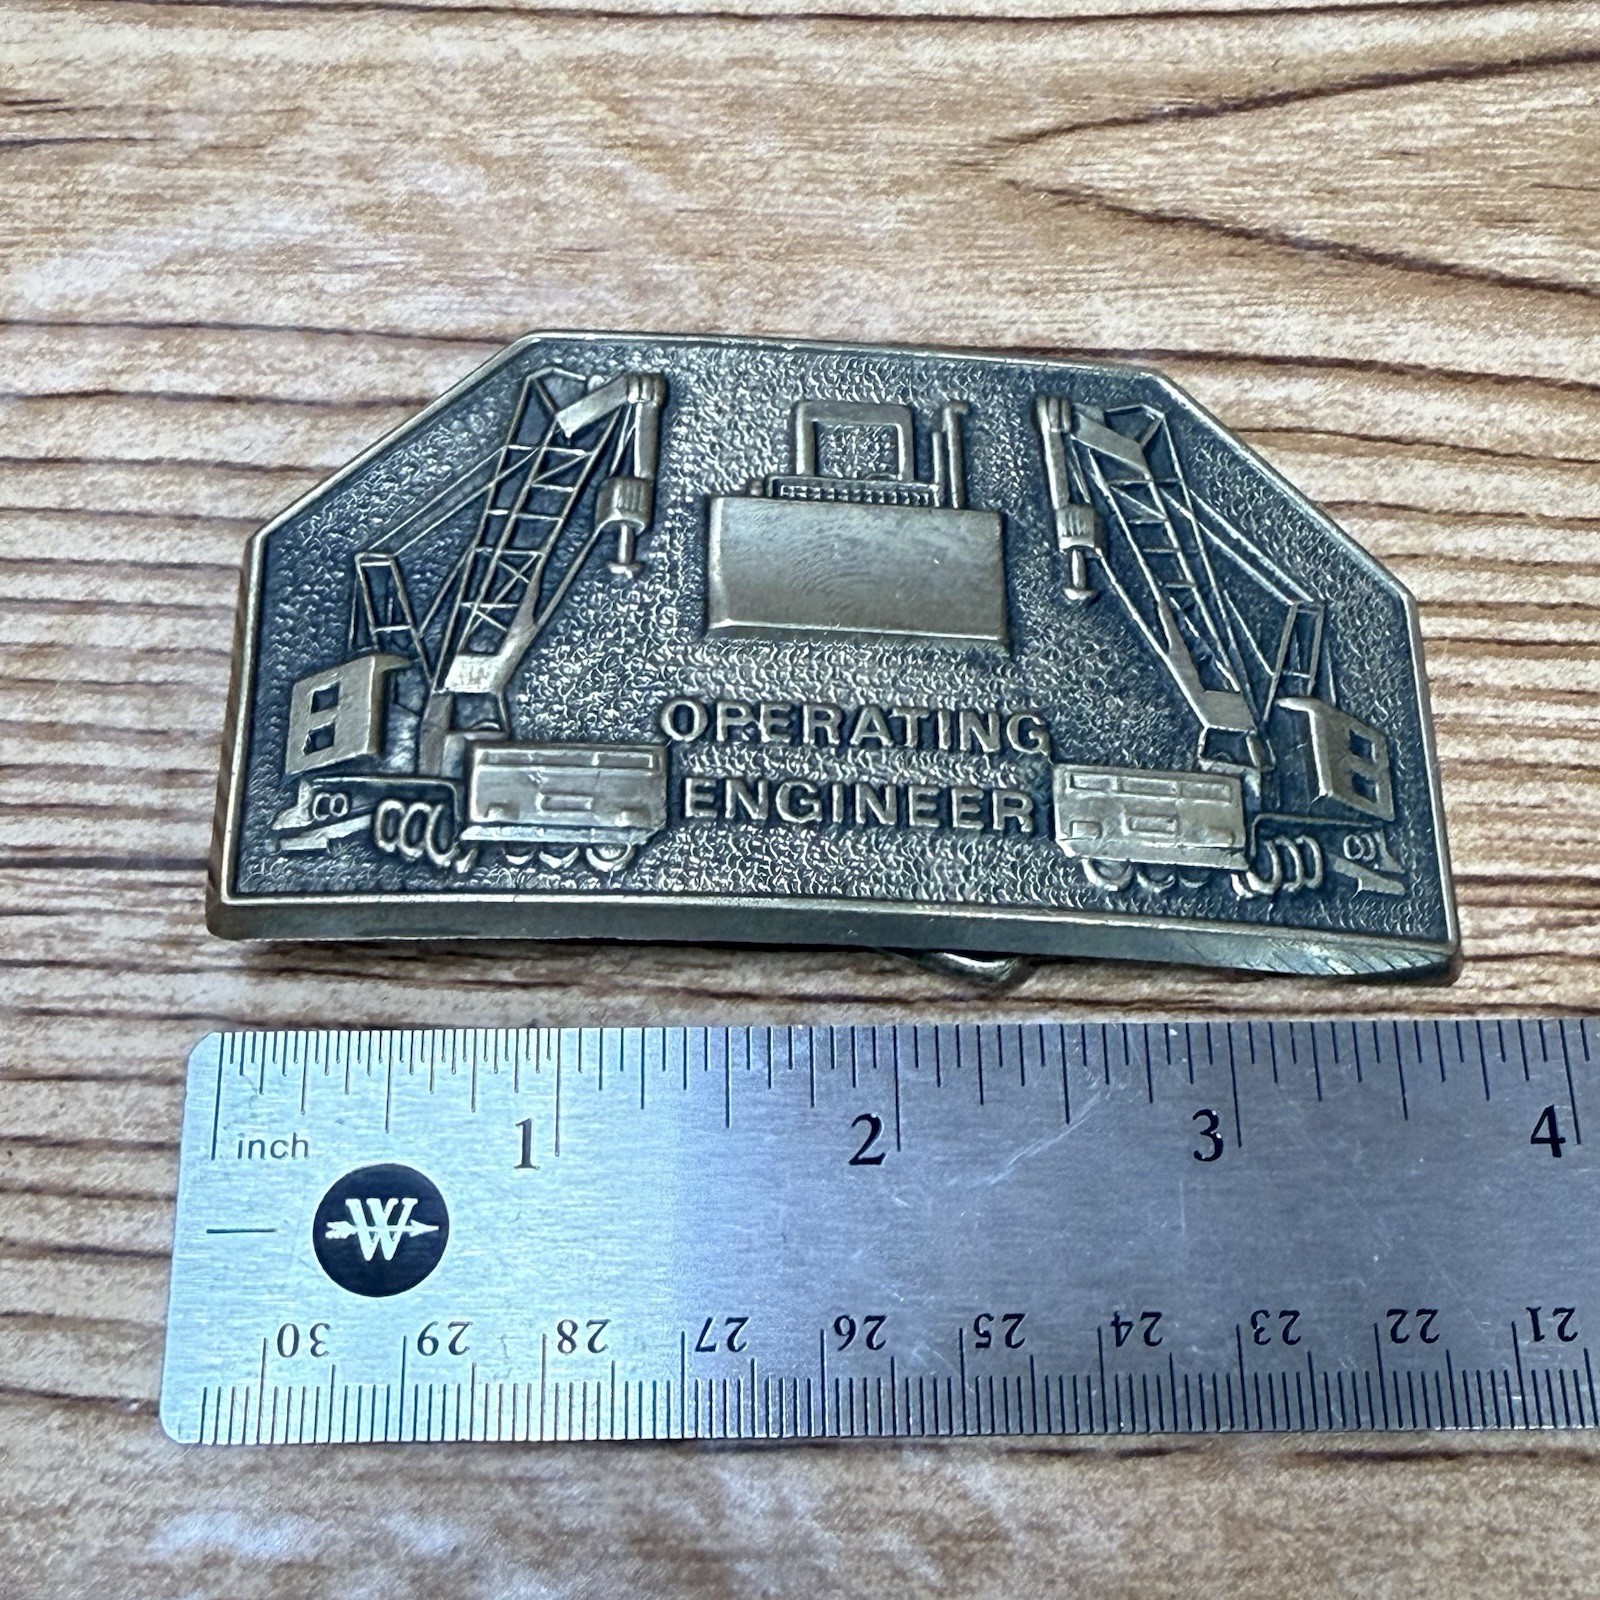 OPERATING
ENGINEER
1 2 3 4
inch
W
30 29 28 27 26 25 24 23 22 21